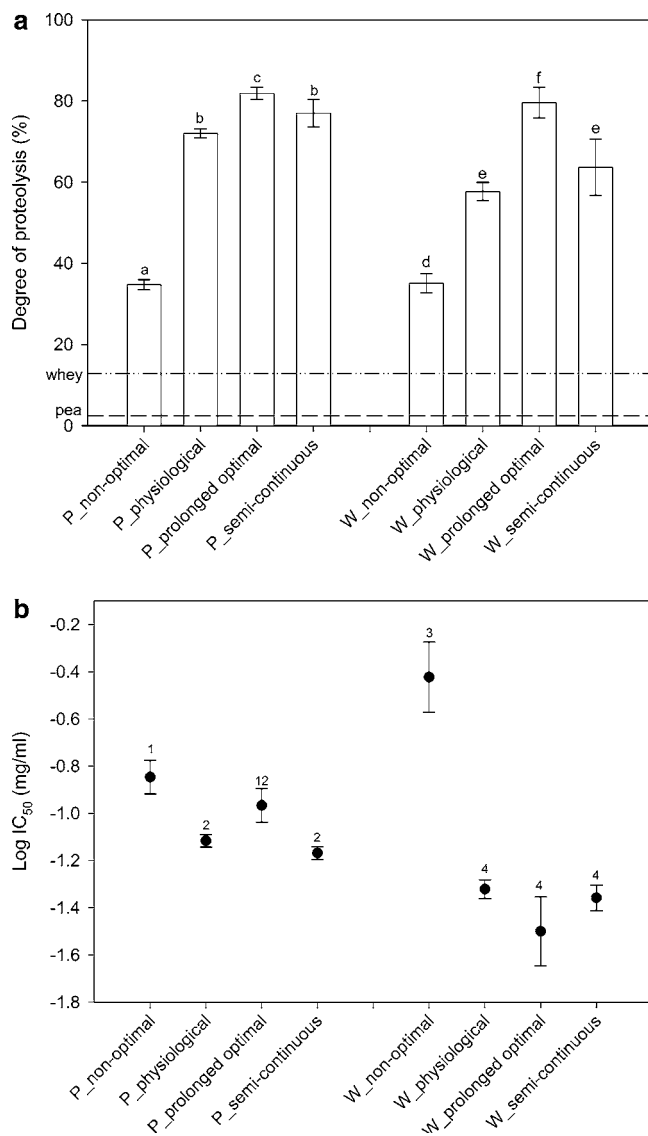 a
Degree of proteolysis (%)
100
80
60
40
20
whey
pea
0
a
b
c
b
d
e
f
e
P_non-optimal
P_physiological
P_prolonged optimal
P_semi-continuous
W_non-optimal
W_physiological
W_prolonged optimal
W_semi-continuous
b
Log IC50 (mg/ml)
-0.2
-0.4
-0.6
-0.8
-1.0
-1.2
-1.4
-1.6
-1.8
1
2
12
2
3
4
4
4
P_non-optimal
P_physiological
P_prolonged optimal
P_semi-continuous
W_non-optimal
W_physiological
W_prolonged optimal
W_semi-continuous